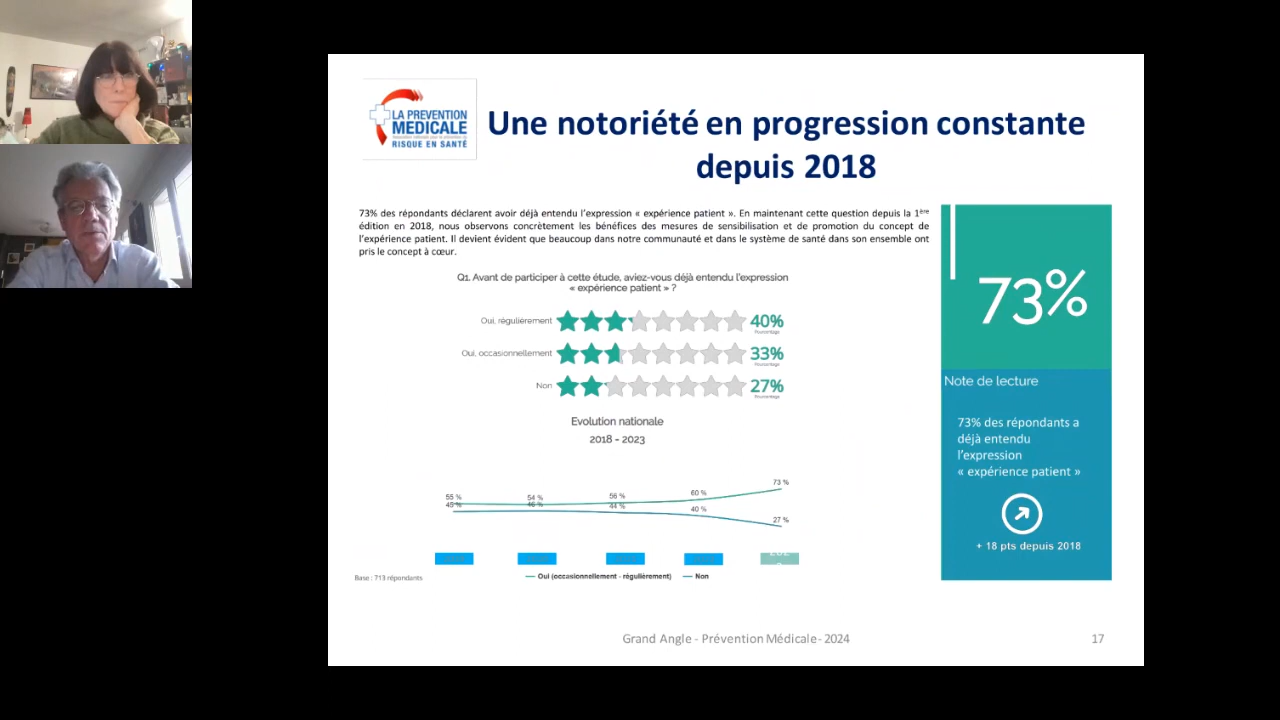 LA PREVENTION
MEDICALE
RISQUE EN SANTÉ
Une notoriété en progression constante
depuis 2018
73% des répondants déclarent avoir déjà entendu l'expression « expérience patient ». En maintenant cette question depuis la 1ère
édition en 2018, nous observons concrètement les bénéfices des mesures de sensibilisation et de promotion du concept de
l'expérience patient. Il devient évident que beaucoup dans notre communauté et dans le système de santé dans son ensemble ont
pris le concept à cœur.
Q1. Avant de participer à cette étude, aviez-vous déjà entendu l'expression
« expérience patient » ?
Oui, régulièrement 40%
Pourcentage
Oui, occasionnellement 33%
Pourcentage
Non 27%
Pourcentage
Evolution nationale
2018 - 2023
55 % 54 % 56 % 60 % 73 %
45 % 46 % 44 % 40 % 27 %
Base : 713 répondants
Oui (occasionnellement - régulièrement) Non
73%
Note de lecture
73% des répondants a
déjà entendu
l'expression
« expérience patient »
+ 18 pts depuis 2018
Grand Angle - Prévention Médicale- 2024
17